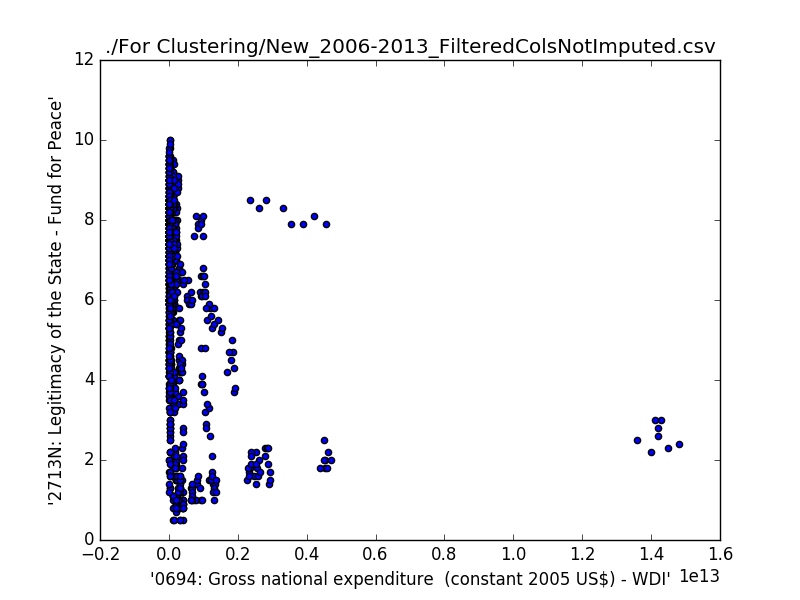 ./For Clustering/New_2006-2013_FilteredColsNotImputed.csv
12
10
8
6
4
2
0
'2713N: Legitimacy of the State - Fund for Peace'
−0.2 0.0 0.2 0.4 0.6 0.8 1.0 1.2 1.4 1.6
1e13
'0694: Gross national expenditure  (constant 2005 US$) - WDI'